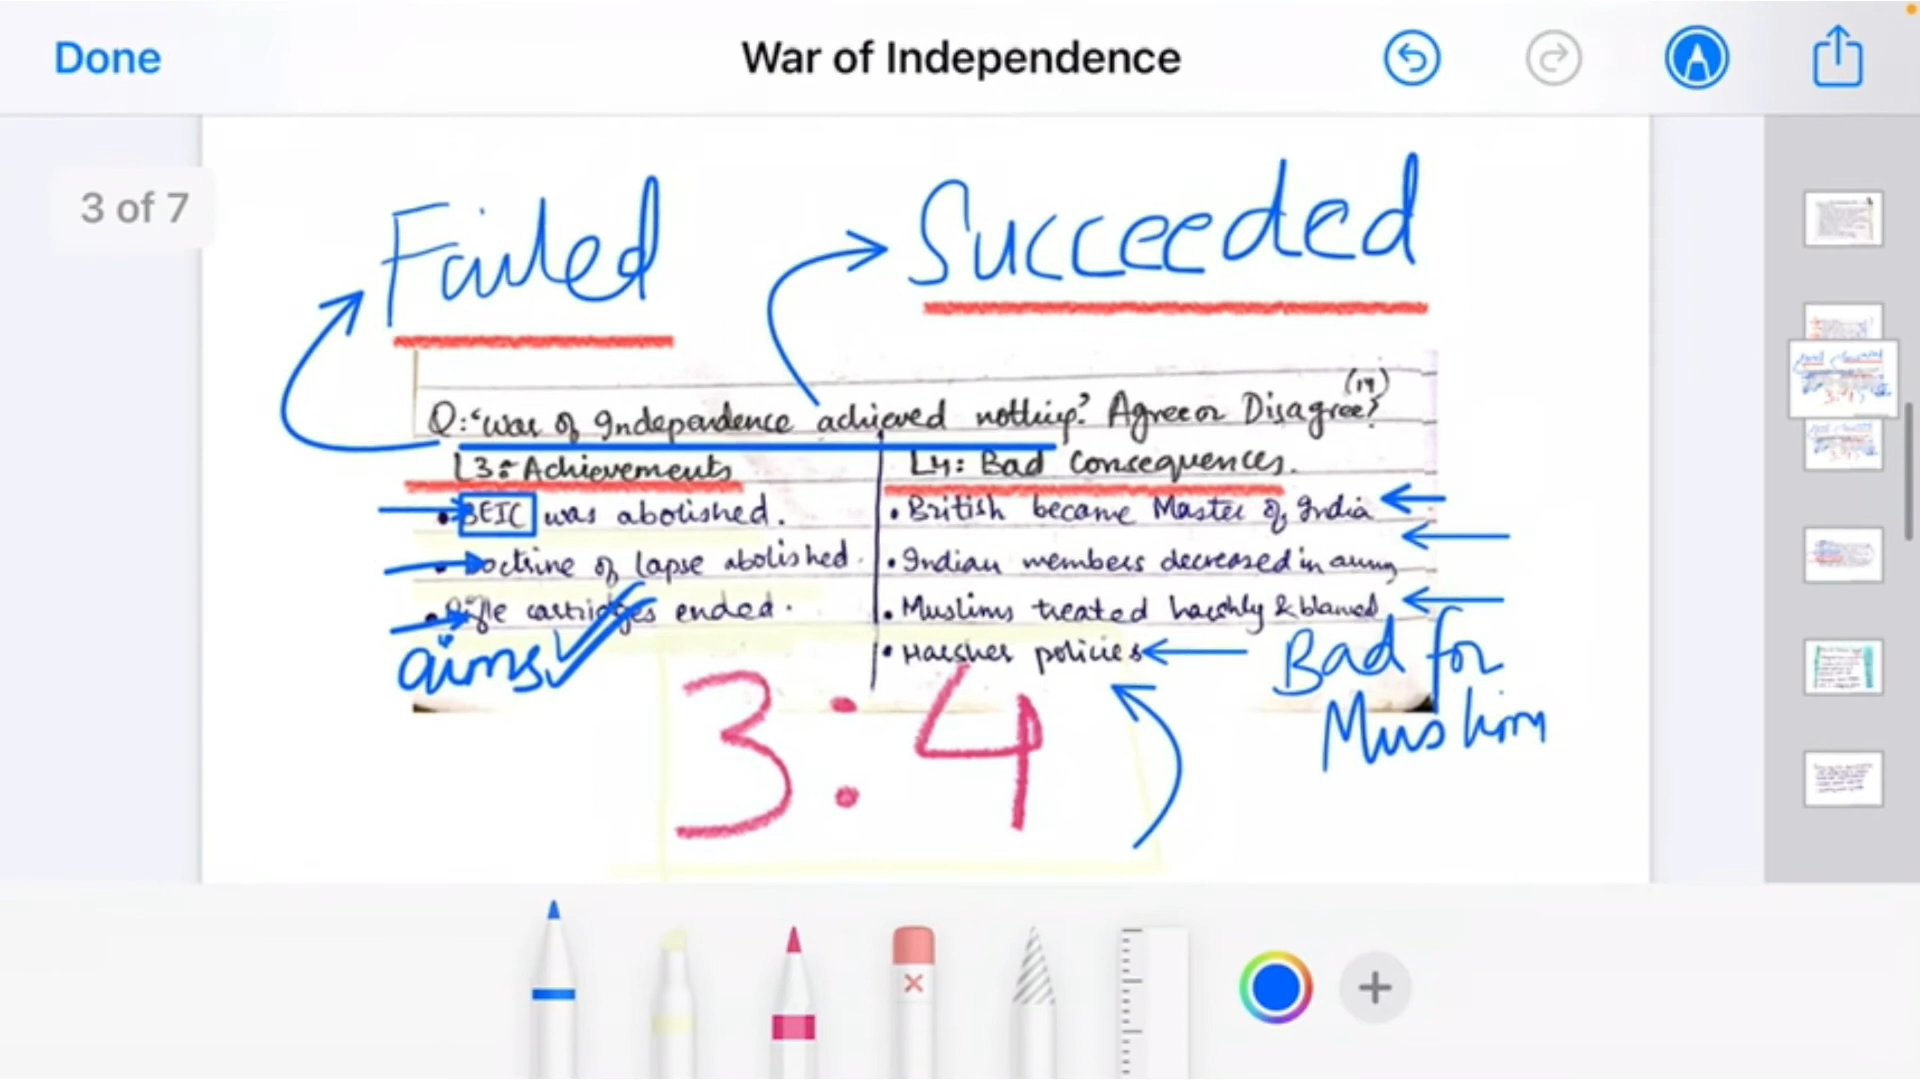 Done
War of Independence
3 of 7
Failed
Succeeded
(14)
Q: 'War of Independence achieved nothing.' Agree or Disagree?
L3: Achievements
L4: Bad Consequences.
• BEIC was abolished.
• British became Master of India
• Doctrine of lapse abolished.
• Indian members decreased in army
• Rifle cartridges ended.
• Muslims treated harshly & blamed
aims
• Harsher policies
Bad for
Muslim
3:4